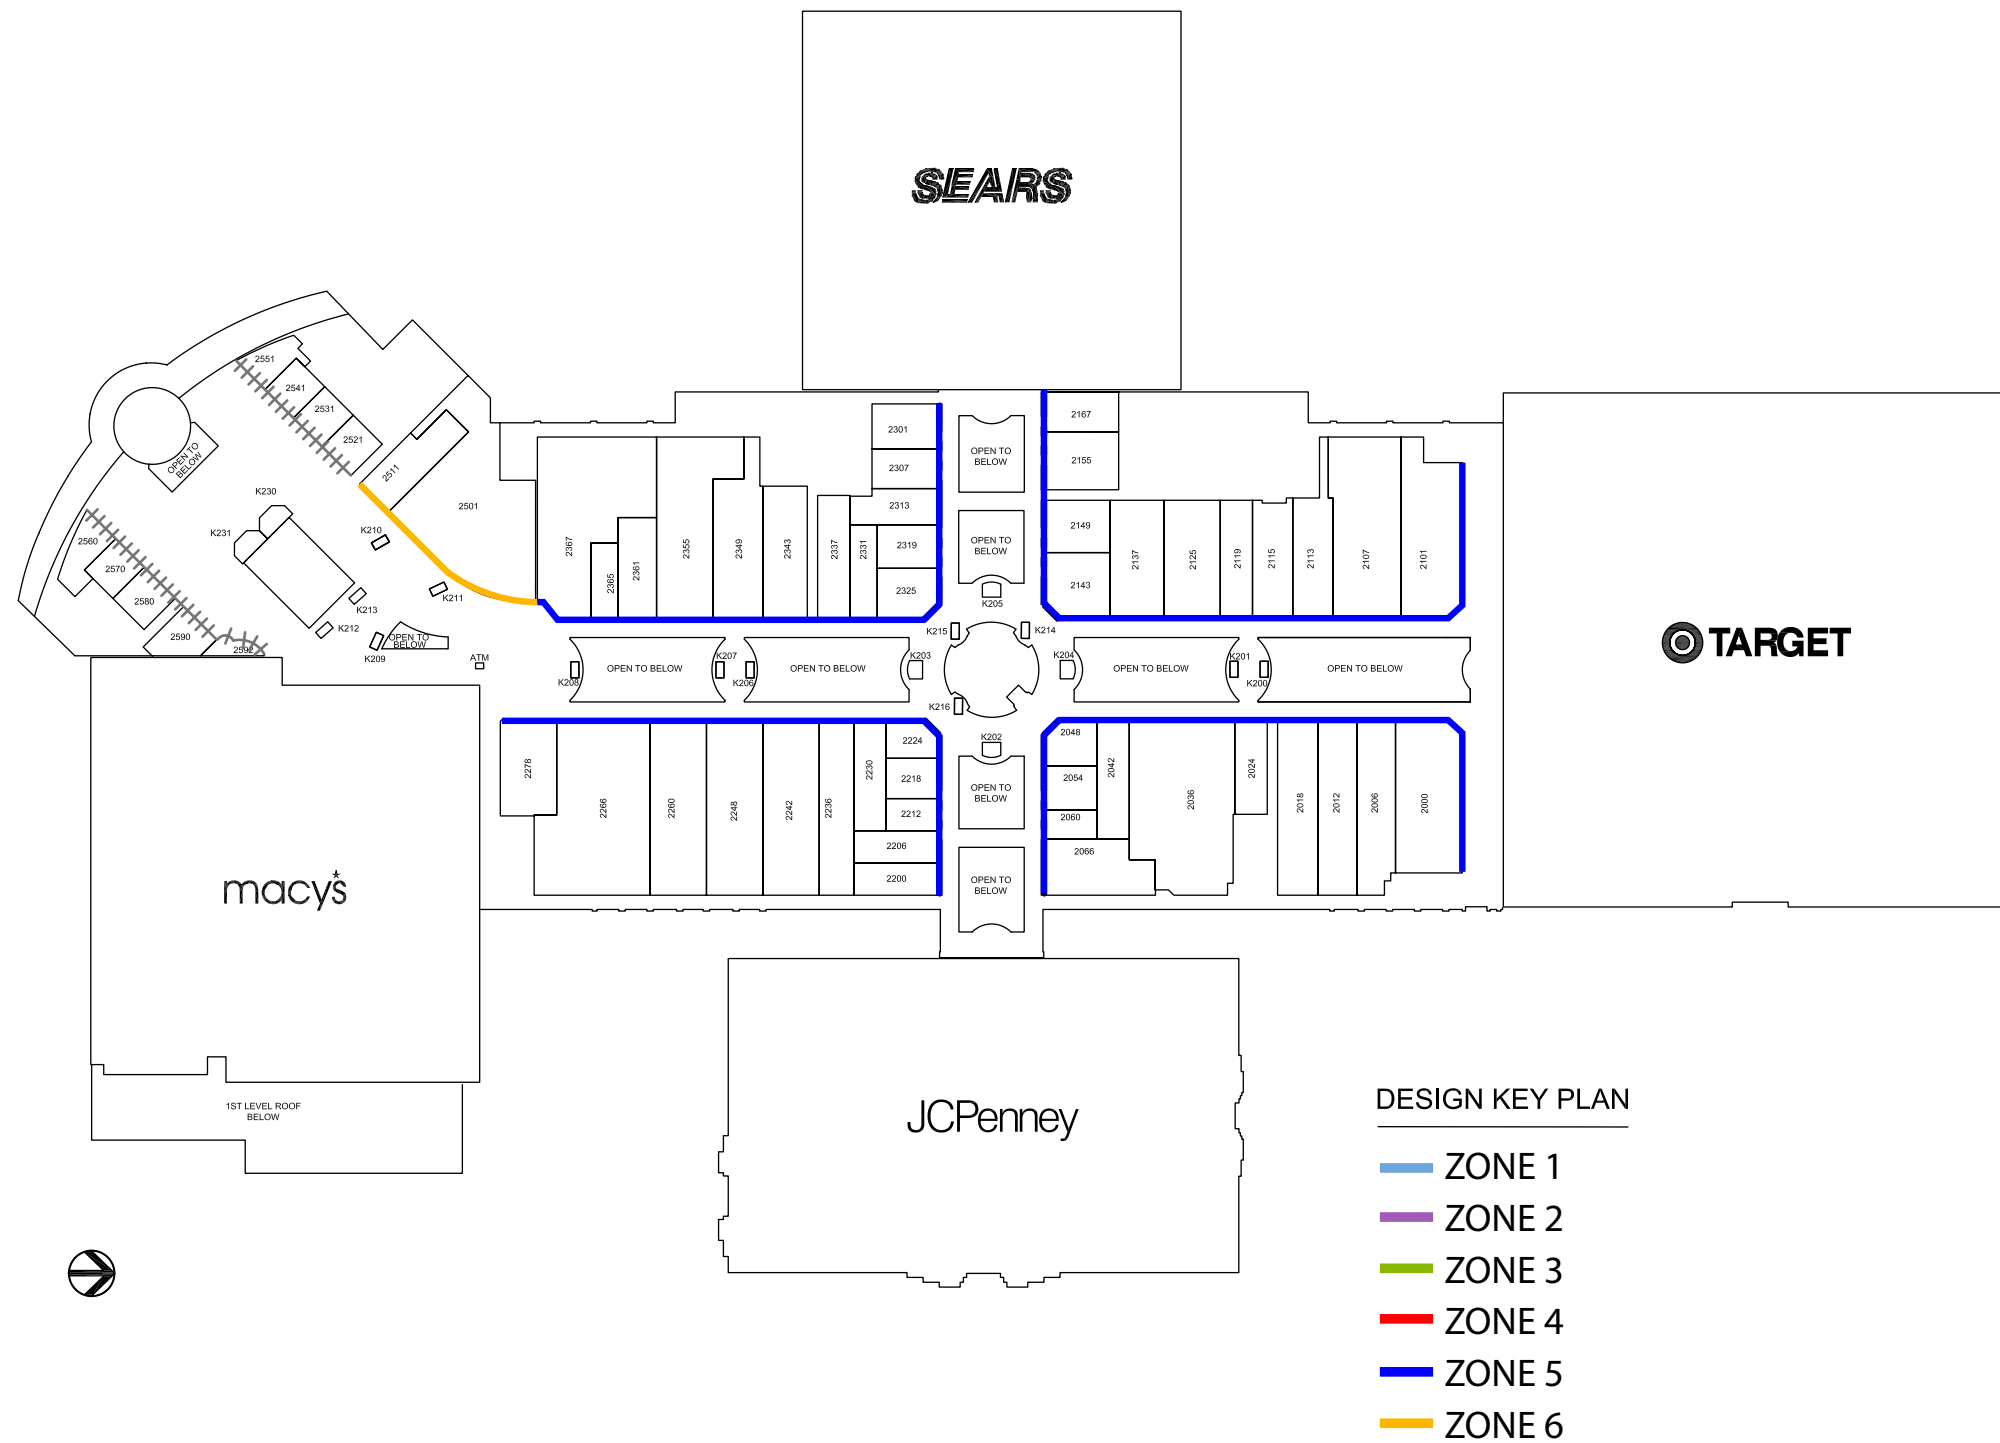 SEARS
2551
2541
2531
2521
2511
2501
OPEN TO
BELOW
K230
K231
K210
K211
K213
K212
K209
OPEN TO
BELOW
ATM
2560
2570
2580
2590
2592
2367
2365
2361
2355
2349
2343
2337
2331
2301
2307
2313
2319
2325
OPEN TO
BELOW
OPEN TO
BELOW
K205
2167
2155
2149
2143
2137
2125
2119
2115
2113
2107
2101
TARGET
K215
K214
K208
OPEN TO BELOW
K207
K206
OPEN TO BELOW
K203
K204
OPEN TO BELOW
K201
K200
OPEN TO BELOW
K216
K202
2278
2266
2260
2248
2242
2236
2230
2224
2218
2212
2206
2200
OPEN TO
BELOW
OPEN TO
BELOW
2048
2054
2060
2066
2042
2036
2024
2018
2012
2006
2000
macy's
1ST LEVEL ROOF
BELOW
JCPenney
DESIGN KEY PLAN
ZONE 1
ZONE 2
ZONE 3
ZONE 4
ZONE 5
ZONE 6